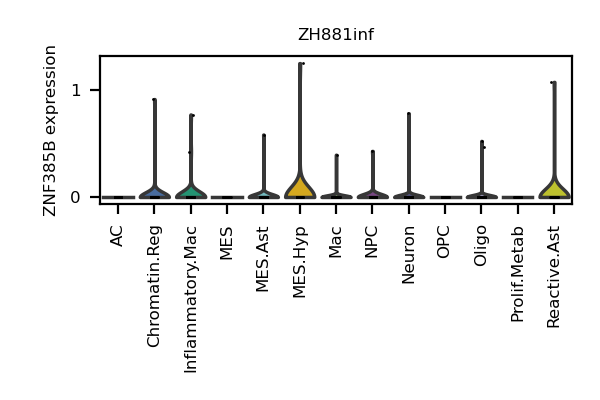 ZH881inf
ZNF385B expression
1
0
AC
Chromatin.Reg
Inflammatory.Mac
MES
MES.Ast
MES.Hyp
Mac
NPC
Neuron
OPC
Oligo
Prolif.Metab
Reactive.Ast